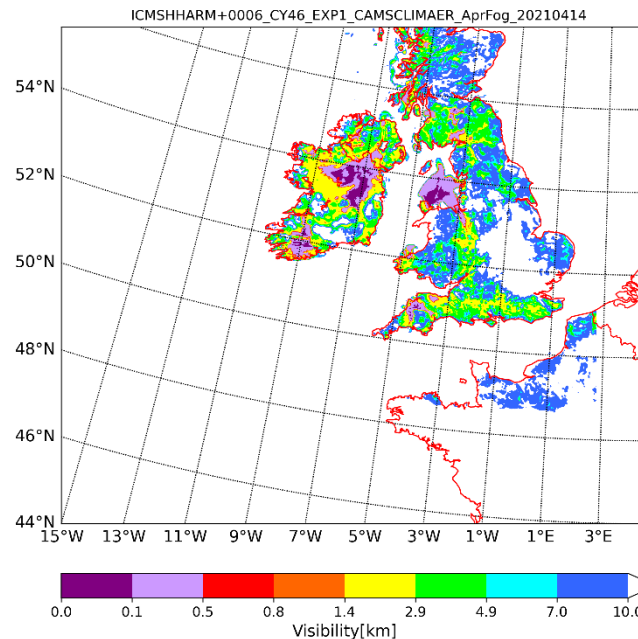 ICMSHHARM+0006_CY46_EXP1_CAMSCLIMAER_AprFog_20210414
54°N
52°N
50°N
48°N
46°N
44°N
15°W 13°W 11°W 9°W 7°W 5°W 3°W 1°W 1°E 3°E
0.0 0.1 0.5 0.8 1.4 2.9 4.9 7.0 10.0
Visibility[km]